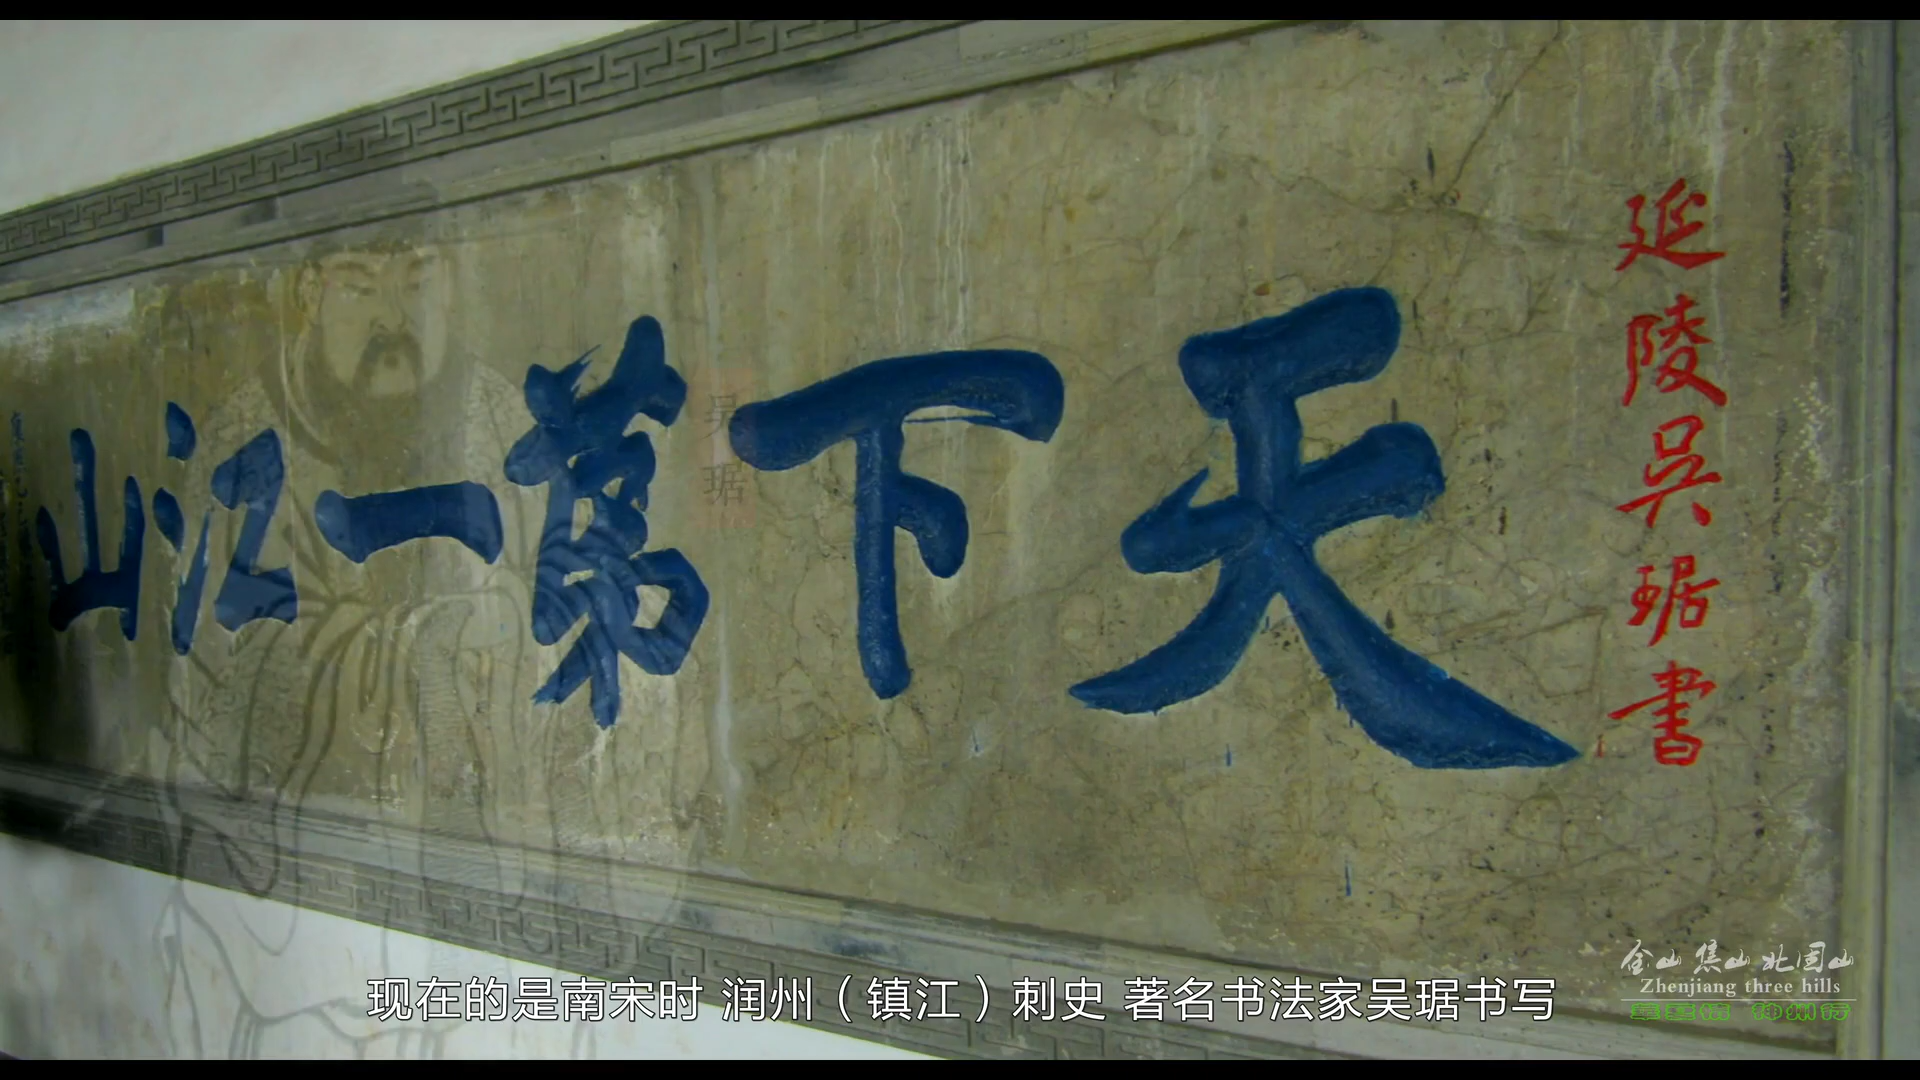 天下第一江山
延陵吳琚書
吴琚
现在的是南宋时 润州（镇江）刺史 著名书法家吴琚书写
金山 焦山 北固山
Zhenjiang three hills